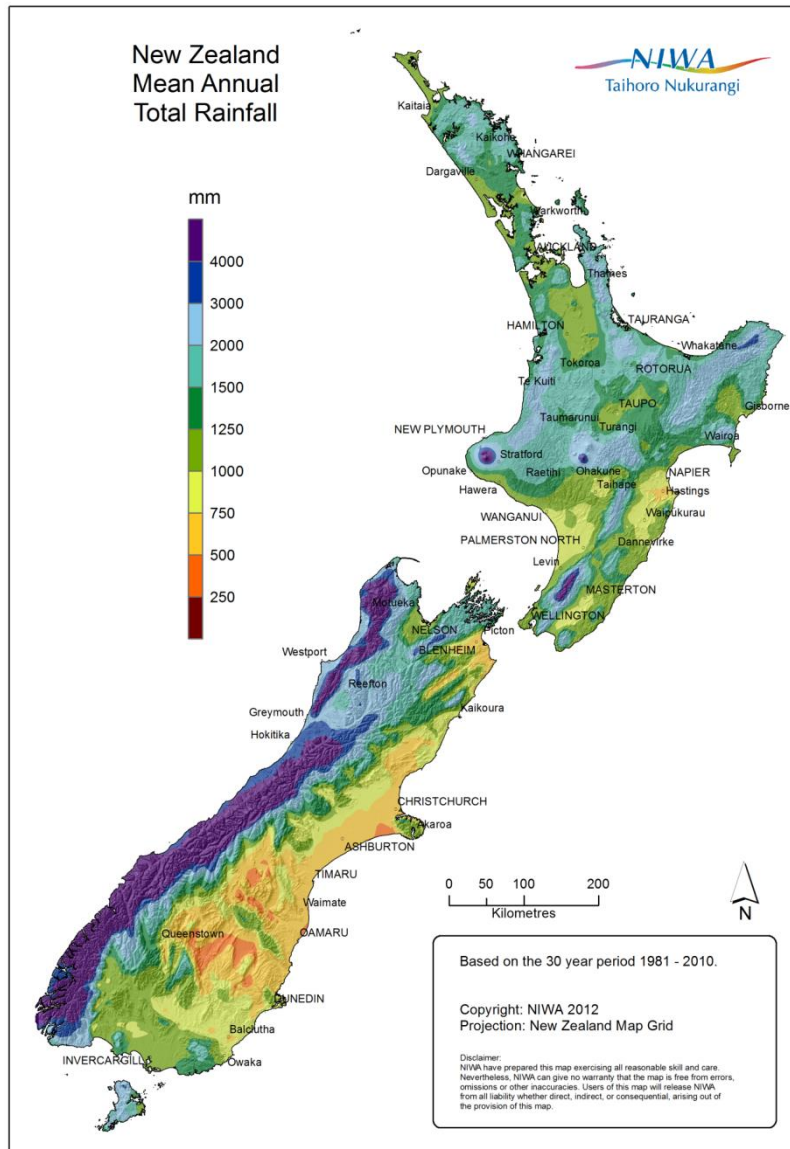 New Zealand
Mean Annual
Total Rainfall
NIWA
Taihoro Nukurangi
mm
4000
3000
2000
1500
1250
1000
750
500
250
Kaitaia
Kaikohe
WHANGAREI
Dargaville
Warkworth
AUCKLAND
Thames
HAMILTON
TAURANGA
Whakatane
Tokoroa
ROTORUA
Te Kuiti
TAUPO
Gisborne
Taumarunui
Turangi
NEW PLYMOUTH
Wairoa
Stratford
Opunake
Raetihi
Ohakune
NAPIER
Taihape
Hawera
Hastings
WANGANUI
Waipukurau
PALMERSTON NORTH
Dannevirke
Levin
MASTERTON
Motueka
WELLINGTON
NELSON
Picton
Westport
BLENHEIM
Reefton
Kaikoura
Greymouth
Hokitika
CHRISTCHURCH
Akaroa
ASHBURTON
TIMARU
Waimate
Queenstown
OAMARU
DUNEDIN
Balclutha
INVERCARGILL
Owaka
0 50 100 200
Kilometres
N
Based on the 30 year period 1981 - 2010.
Copyright: NIWA 2012
Projection: New Zealand Map Grid
Disclaimer:
NIWA have prepared this map exercising all reasonable skill and care.
Nevertheless, NIWA can give no warranty that the map is free from errors,
omissions or other inaccuracies. Users of this map will release NIWA
from all liability whether direct, indirect, or consequential, arising out of
the provision of this map.